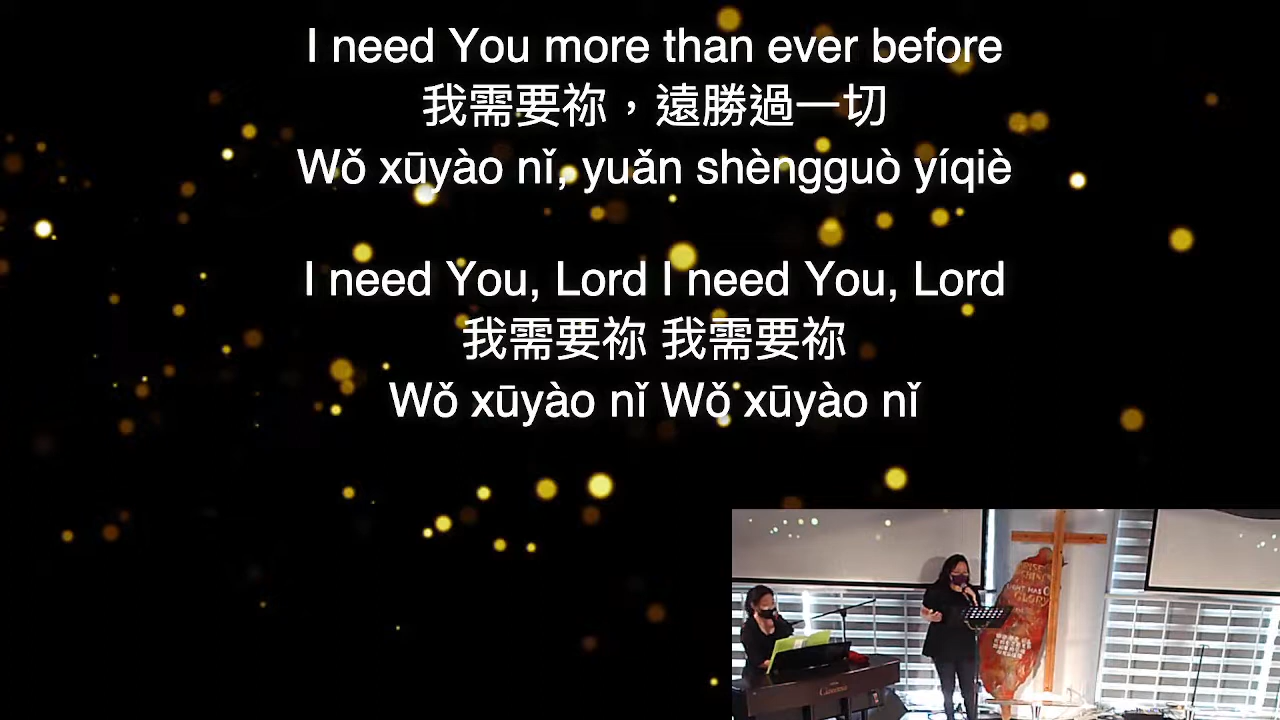 I need You more than ever before
我需要祢，遠勝過一切
Wǒ xūyào nǐ, yuǎn shèngguò yíqiè
I need You, Lord I need You, Lord
我需要祢 我需要祢
Wǒ xūyào nǐ Wǒ xūyào nǐ
GLORY